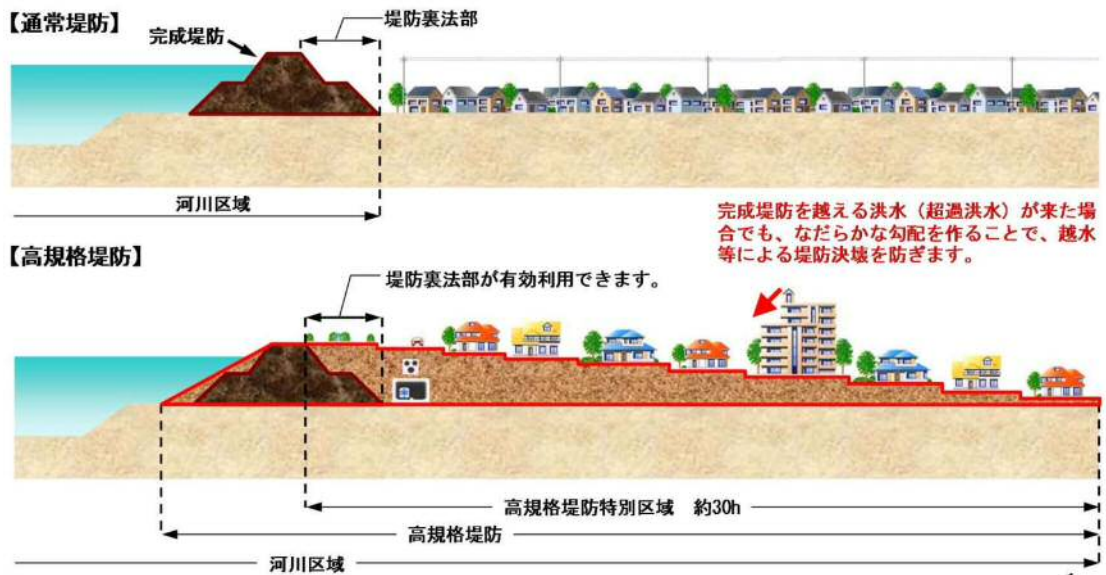 【通常堤防】
堤防裏法部
完成堤防
河川区域
完成堤防を越える洪水（超過洪水）が来た場
合でも、なだらかな勾配を作ることで、越水
等による堤防決壊を防ぎます。
【高規格堤防】
堤防裏法部が有効利用できます。
高規格堤防特別区域　約30h
高規格堤防
河川区域